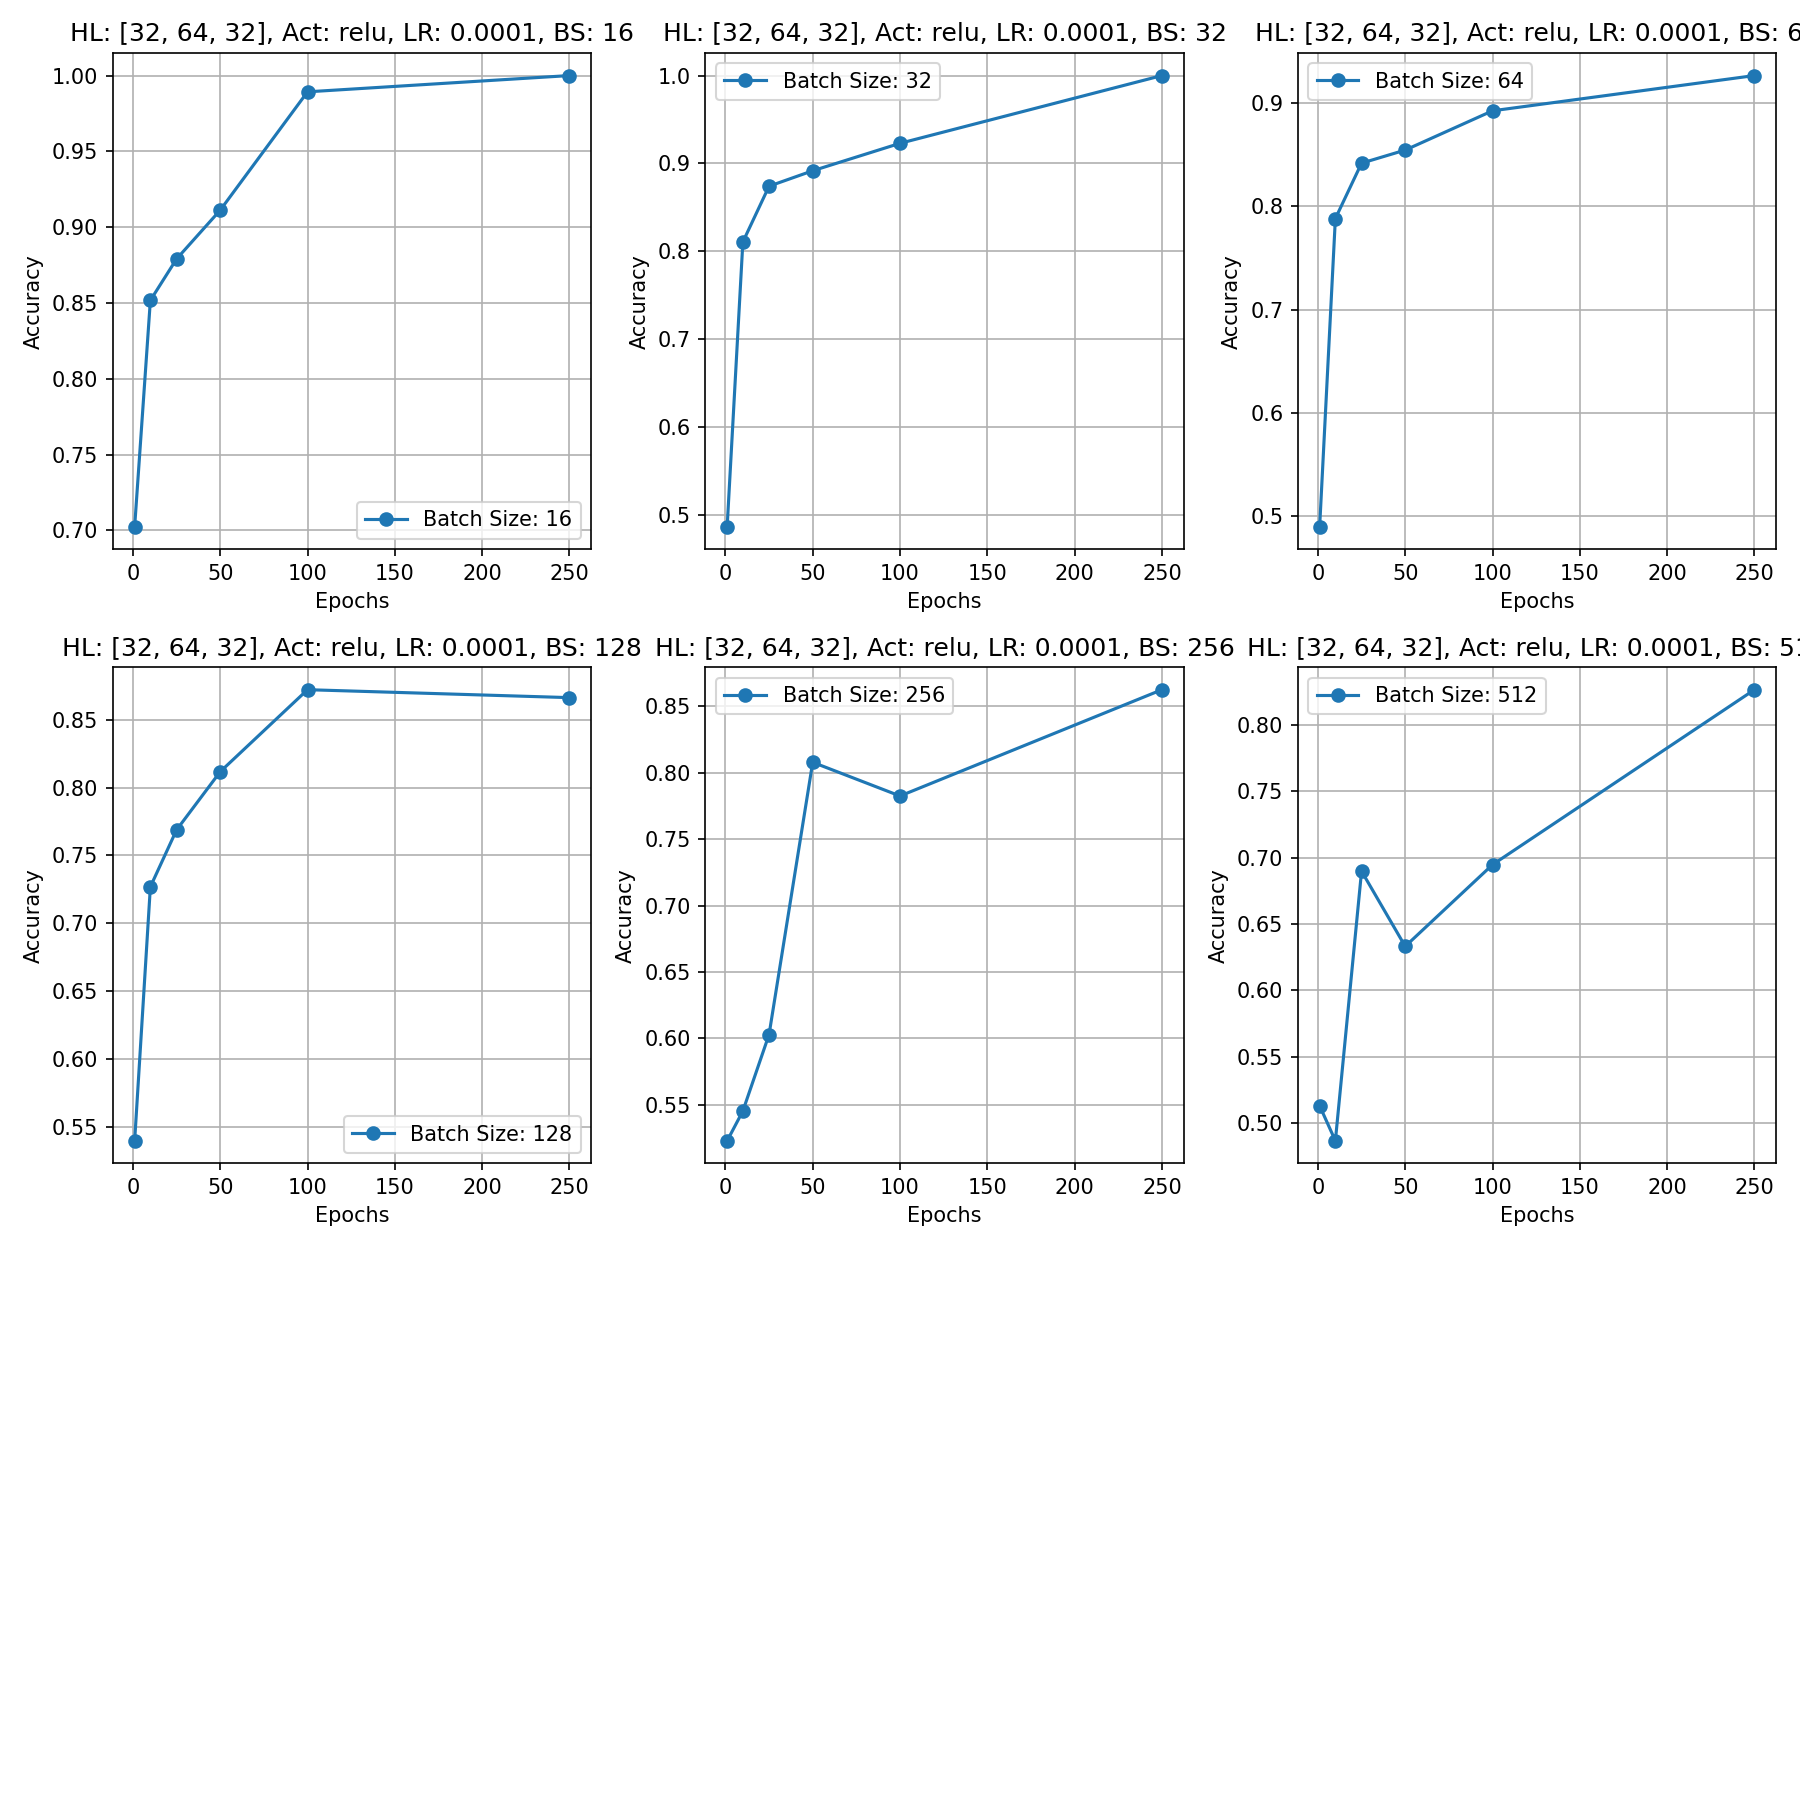 HL: [32, 64, 32], Act: relu, LR: 0.0001, BS: 16
1.00
0.95
0.90
0.85
0.80
0.75
0.70
Accuracy
Batch Size: 16
0 50 100 150 200 250
Epochs
HL: [32, 64, 32], Act: relu, LR: 0.0001, BS: 32
1.0
0.9
0.8
0.7
0.6
0.5
Accuracy
Batch Size: 32
0 50 100 150 200 250
Epochs
HL: [32, 64, 32], Act: relu, LR: 0.0001, BS: 6
0.9
0.8
0.7
0.6
0.5
Accuracy
Batch Size: 64
0 50 100 150 200 250
Epochs
HL: [32, 64, 32], Act: relu, LR: 0.0001, BS: 128
0.85
0.80
0.75
0.70
0.65
0.60
0.55
Accuracy
Batch Size: 128
0 50 100 150 200 250
Epochs
HL: [32, 64, 32], Act: relu, LR: 0.0001, BS: 256
0.85
0.80
0.75
0.70
0.65
0.60
0.55
Accuracy
Batch Size: 256
0 50 100 150 200 250
Epochs
HL: [32, 64, 32], Act: relu, LR: 0.0001, BS: 51
0.80
0.75
0.70
0.65
0.60
0.55
0.50
Accuracy
Batch Size: 512
0 50 100 150 200 250
Epochs